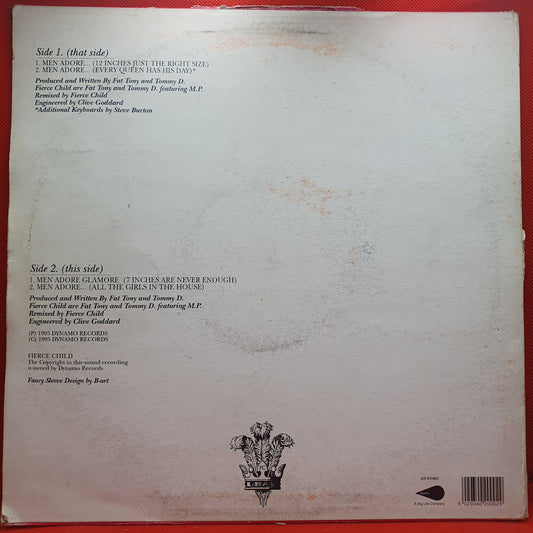 Side 1. (that side)
1. MEN ADORE... (12 INCHES JUST THE RIGHT SIZE)
2. MEN ADORE... (EVERY QUEEN HAS HIS DAY)*
Produced and Written By Fat Tony and Tommy D.
Fierce Child are Fat Tony and Tommy D. featuring M.P.
Remixed by Fierce Child
Engineered by Clive Goddard
*Additional Keyboards by Steve Burton
Side 2. (this side)
1. MEN ADORE GLAMORE (7 INCHES ARE NEVER ENOUGH)
2. MEN ADORE... (ALL THE GIRLS IN THE HOUSE)
Produced and Written By Fat Tony and Tommy D.
Fierce Child are Fat Tony and Tommy D. featuring M.P.
Remixed by Fierce Child
Engineered by Clive Goddard
(P) 1995 DYNAMO RECORDS
(C) 1995 DYNAMO RECORDS
FIERCE CHILD
The Copyright in this sound recording
is owned by Dynamo Records
Fancy Sleeve Design by B-art
A Big Life Company
5 029340 200029